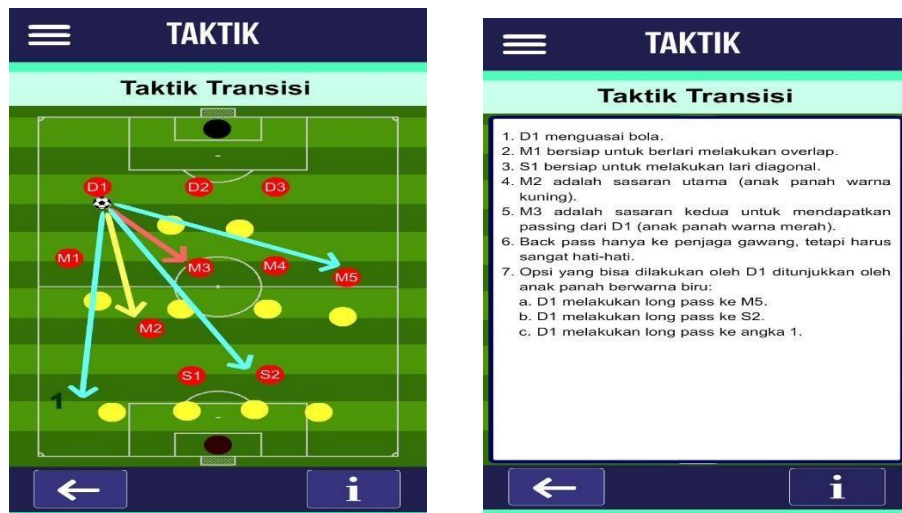 TAKTIK
Taktik Transisi
D1
D2
D3
M1
M3
M4
M5
M2
S1
S2
1
i
TAKTIK
Taktik Transisi
1. D1 menguasai bola.
2. M1 bersiap untuk berlari melakukan overlap.
3. S1 bersiap untuk melakukan lari diagonal.
4. M2 adalah sasaran utama (anak panah warna
kuning).
5. M3 adalah sasaran kedua untuk mendapatkan
passing dari D1 (anak panah warna merah).
6. Back pass hanya ke penjaga gawang, tetapi harus
sangat hati-hati.
7. Opsi yang bisa dilakukan oleh D1 ditunjukkan oleh
anak panah berwarna biru:
a. D1 melakukan long pass ke M5.
b. D1 melakukan long pass ke S2.
c. D1 melakukan long pass ke angka 1.
i